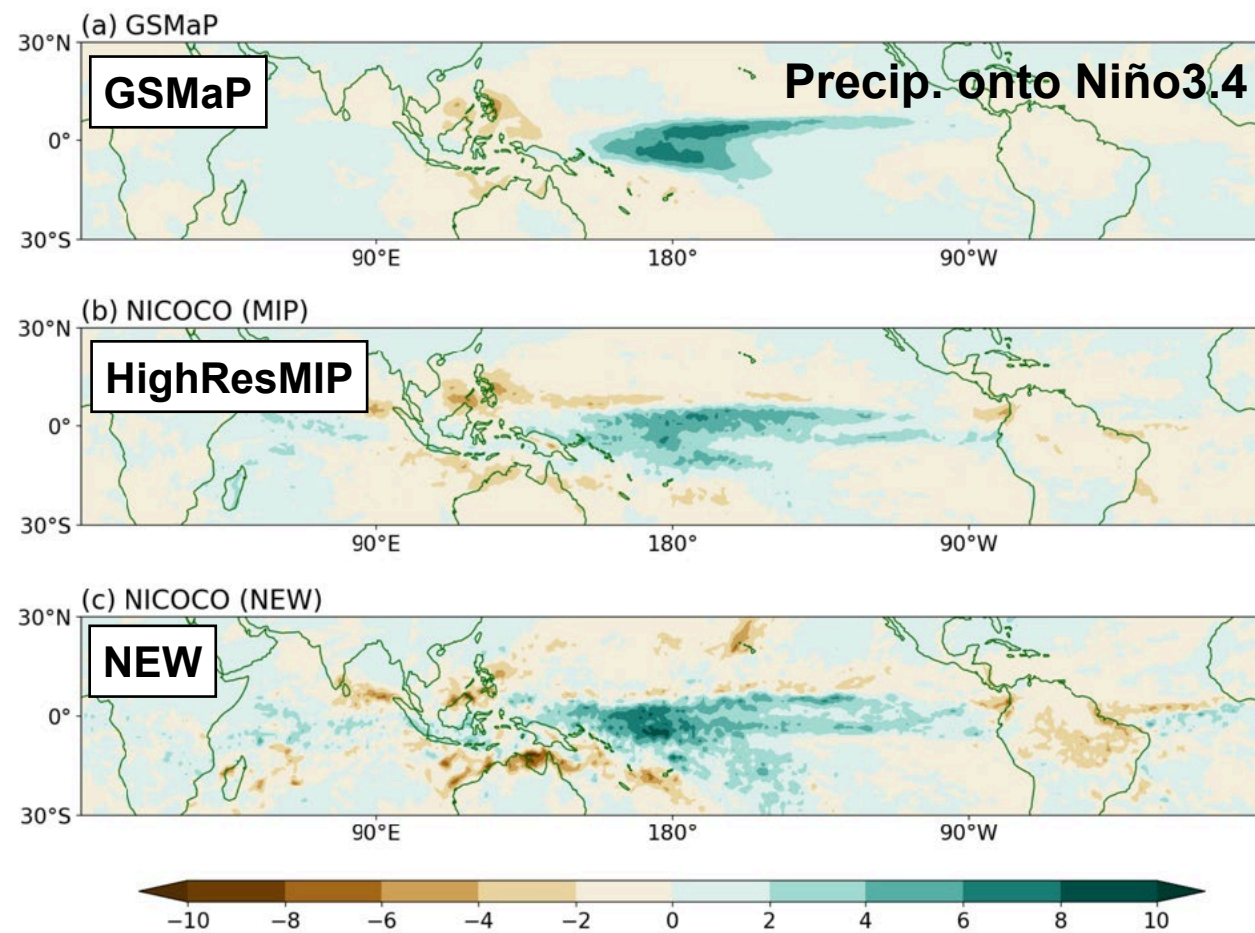 (a) GSMaP
30°N
GSMaP
Precip. onto Niño3.4
0°
30°S
90°E 180° 90°W
(b) NICOCO (MIP)
30°N
HighResMIP
0°
30°S
90°E 180° 90°W
(c) NICOCO (NEW)
30°N
NEW
0°
30°S
90°E 180° 90°W
−10 −8 −6 −4 −2 0 2 4 6 8 10